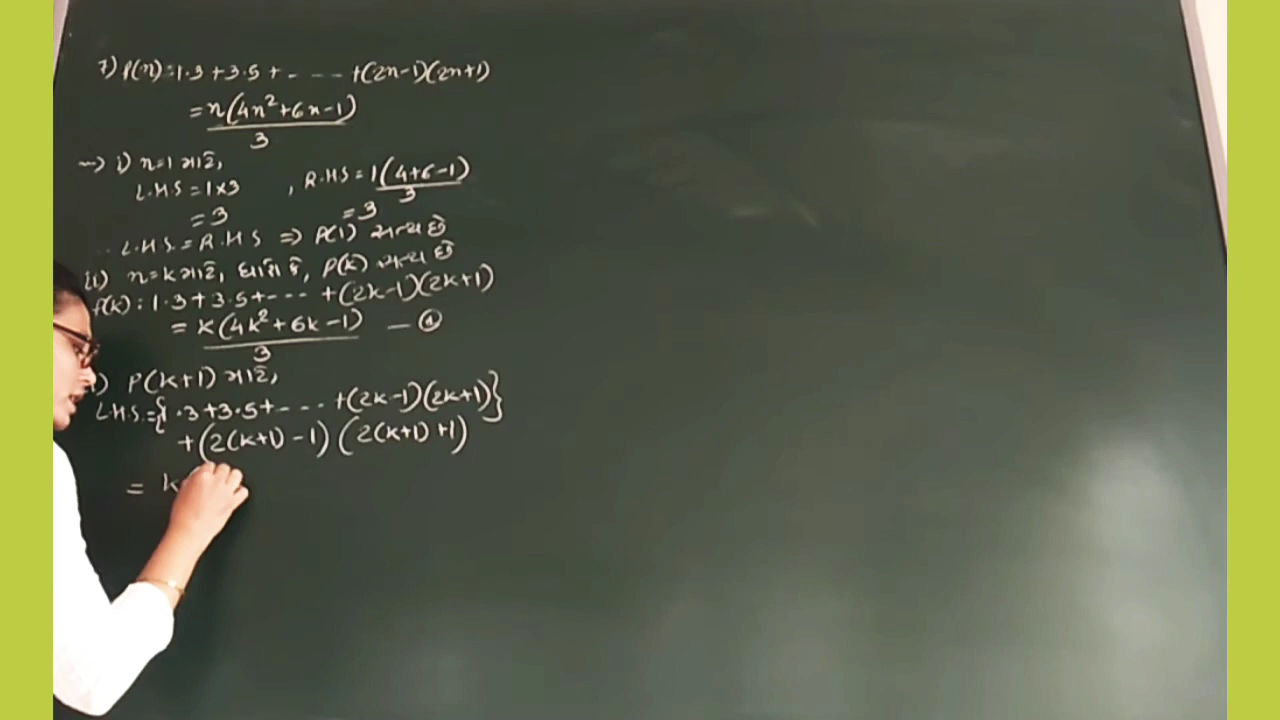 7) P(n) : 1·3 + 3·5 + - - - - + (2n-1)(2n+1)
= n(4n²+6n-1) / 3
~> i) n=1 માટે,
L.H.S = 1×3 , R.H.S = 1(4+6-1) / 3
= 3 = 3
L.H.S. = R.H.S => P(1) સત્ય છે
ii) n=k માટે, ધારો કે, P(k) સત્ય છે
P(k) : 1·3 + 3·5 + - - - + (2k-1)(2k+1)
= k(4k²+6k-1) / 3 — ①
) P(k+1) માટે,
L.H.S. = {1·3 + 3·5 + - - - + (2k-1)(2k+1)}
+ (2(k+1) - 1) (2(k+1) + 1)
= k